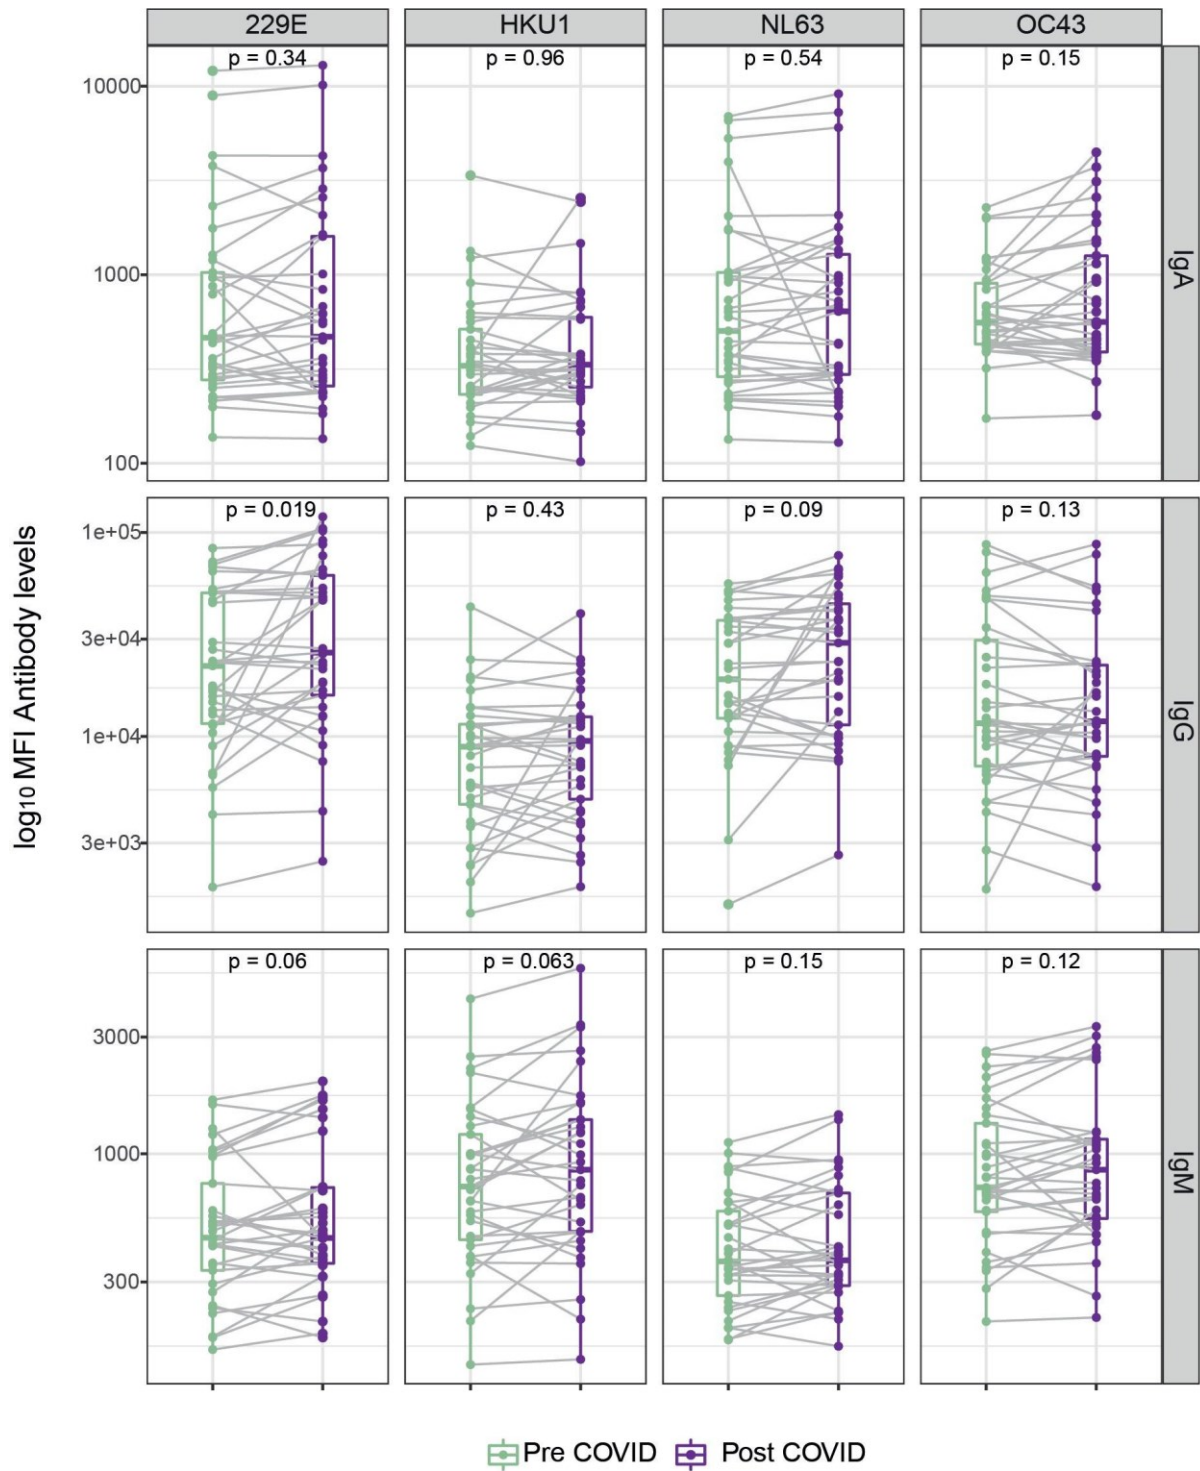 229E HKU1 NL63 OC43
p = 0.34 p = 0.96 p = 0.54 p = 0.15
10000
1000
100
IgA
p = 0.019 p = 0.43 p = 0.09 p = 0.13
1e+05
3e+04
1e+04
3e+03
IgG
log10 MFI Antibody levels
p = 0.06 p = 0.063 p = 0.15 p = 0.12
3000
1000
300
IgM
Pre COVID Post COVID